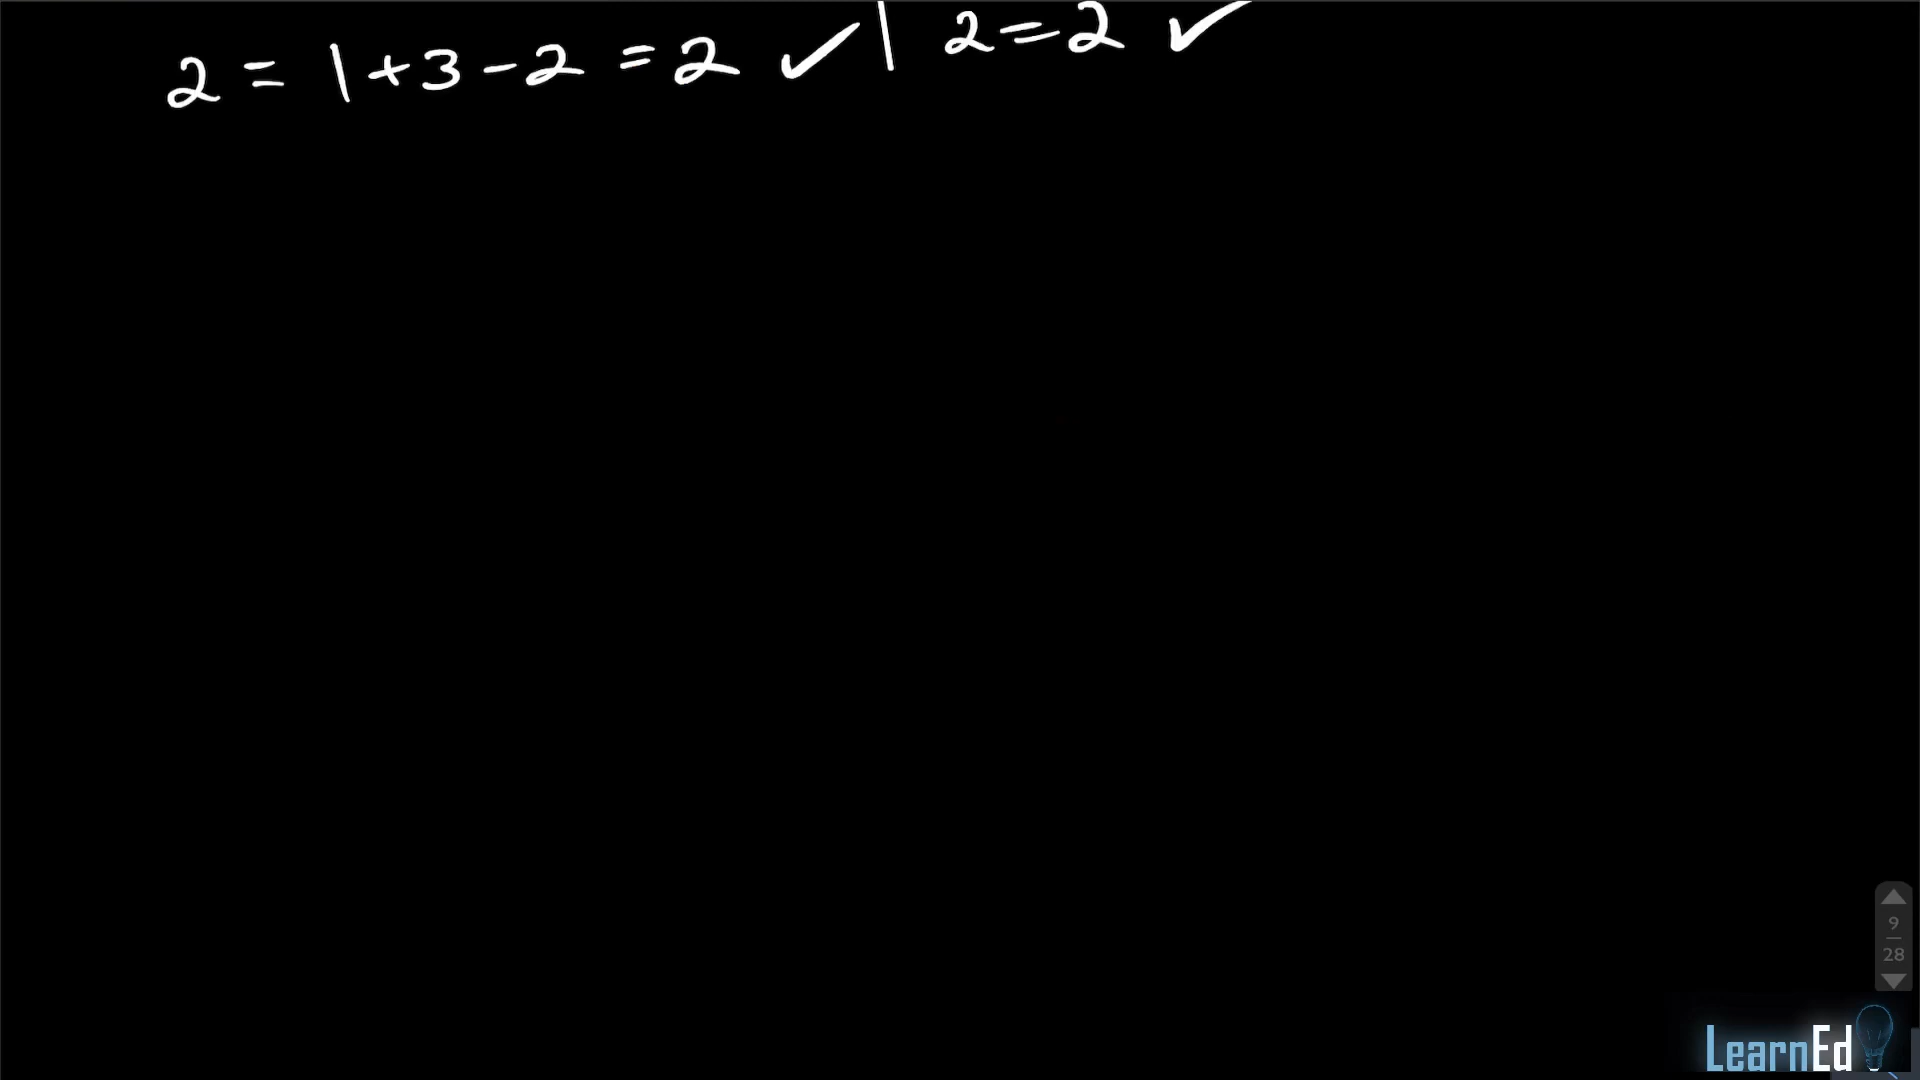 2 = 1 + 3 - 2 = 2 ✓ | 2 = 2 ✓
9
28
LearnEd